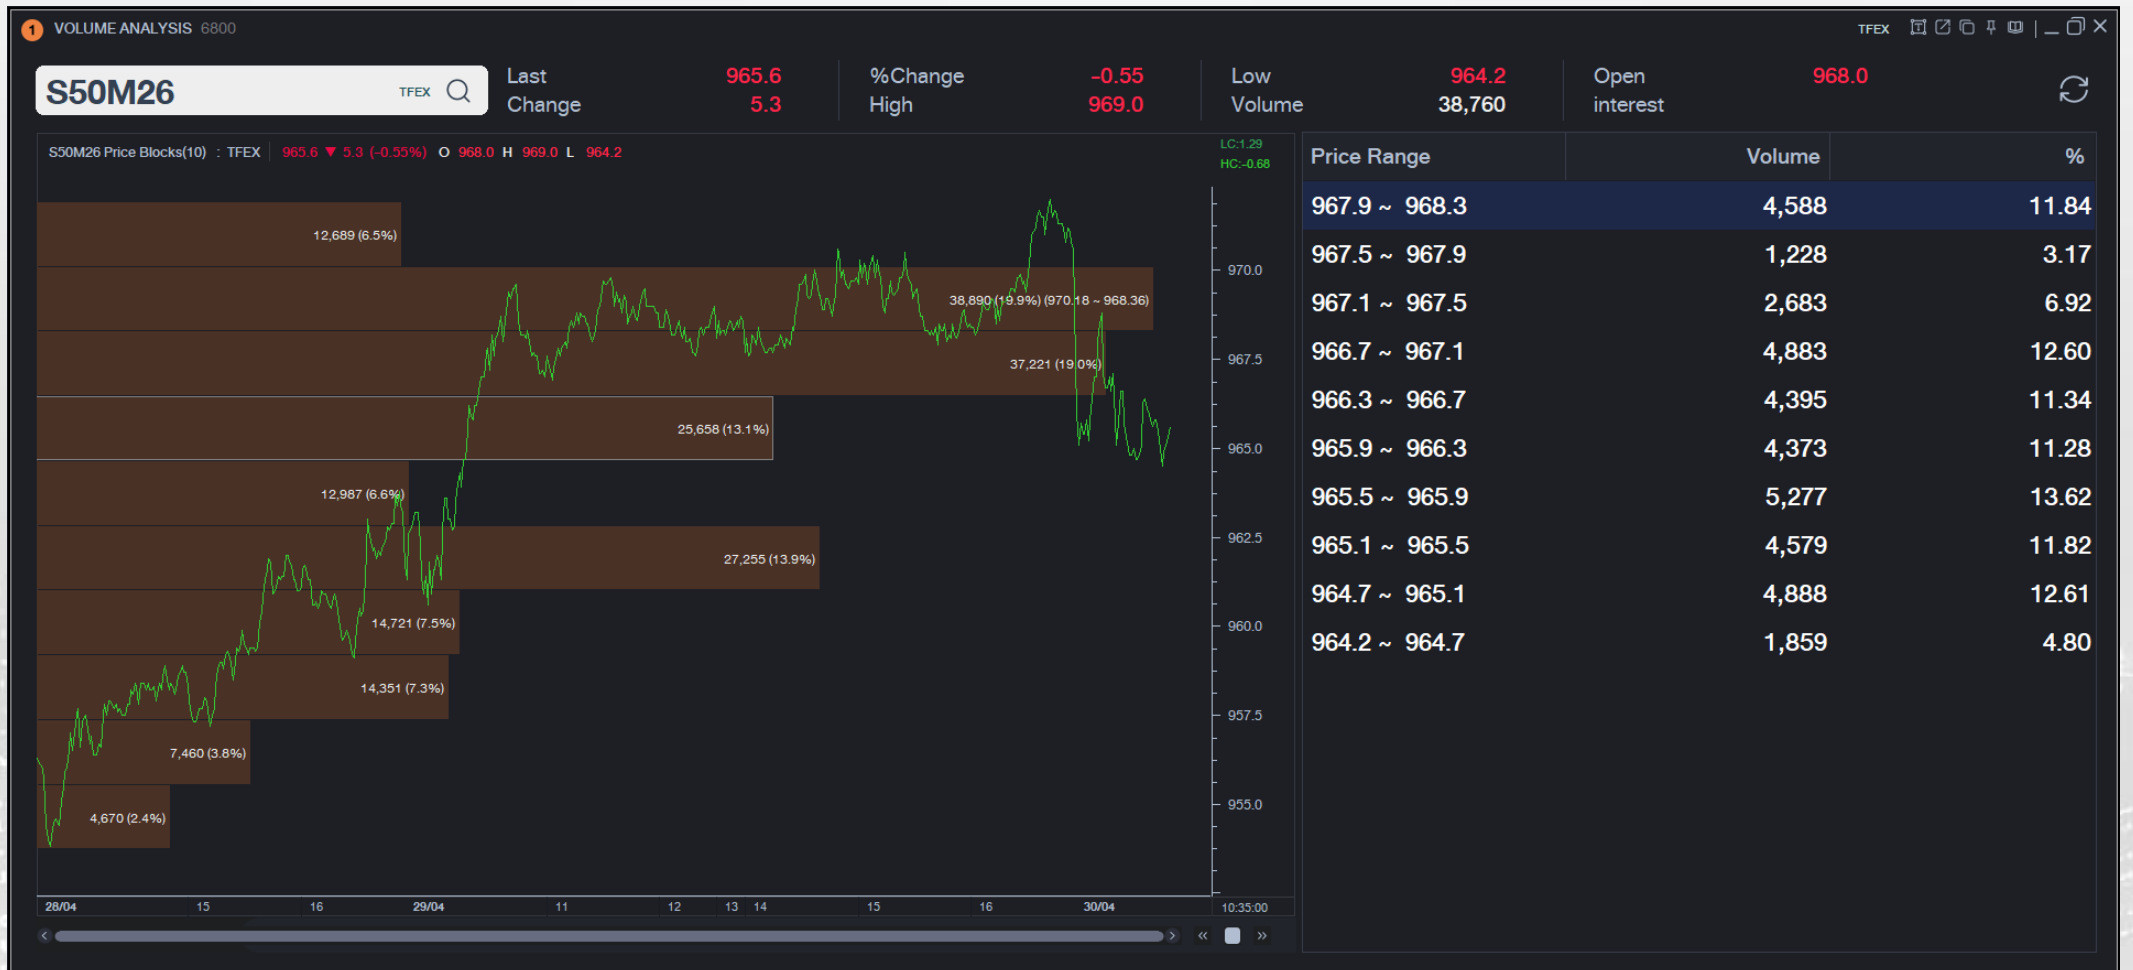 1 VOLUME ANALYSIS 6800 TFEX
S50M26 TFEX
Last 965.6 %Change -0.55 Low 964.2 Open 968.0
Change 5.3 High 969.0 Volume 38,760 interest
S50M26 Price Blocks(10) : TFEX 965.6 ▼ 5.3 (-0.55%) O 968.0 H 969.0 L 964.2
LC:1.29
HC:-0.68
12,689 (6.5%)
970.0
38,890 (19.9%) (970.18 ~ 968.36)
967.5
37,221 (19.0%)
25,658 (13.1%)
965.0
12,987 (6.6%)
962.5
27,255 (13.9%)
960.0
14,721 (7.5%)
14,351 (7.3%)
957.5
7,460 (3.8%)
955.0
4,670 (2.4%)
28/04 15 16 29/04 11 12 13 14 15 16 30/04 10:35:00
Price Range Volume %
967.9 ~ 968.3 4,588 11.84
967.5 ~ 967.9 1,228 3.17
967.1 ~ 967.5 2,683 6.92
966.7 ~ 967.1 4,883 12.60
966.3 ~ 966.7 4,395 11.34
965.9 ~ 966.3 4,373 11.28
965.5 ~ 965.9 5,277 13.62
965.1 ~ 965.5 4,579 11.82
964.7 ~ 965.1 4,888 12.61
964.2 ~ 964.7 1,859 4.80